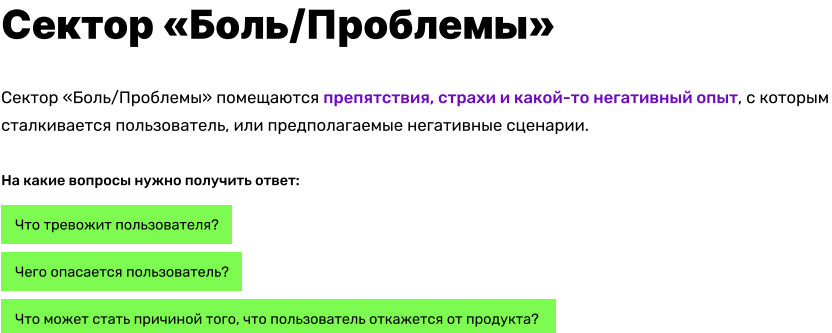 Сектор «Боль/Проблемы»
Сектор «Боль/Проблемы» помещаются препятствия, страхи и какой-то негативный опыт, с которым
сталкивается пользователь, или предполагаемые негативные сценарии.
На какие вопросы нужно получить ответ:
Что тревожит пользователя?
Чего опасается пользователь?
Что может стать причиной того, что пользователь откажется от продукта?